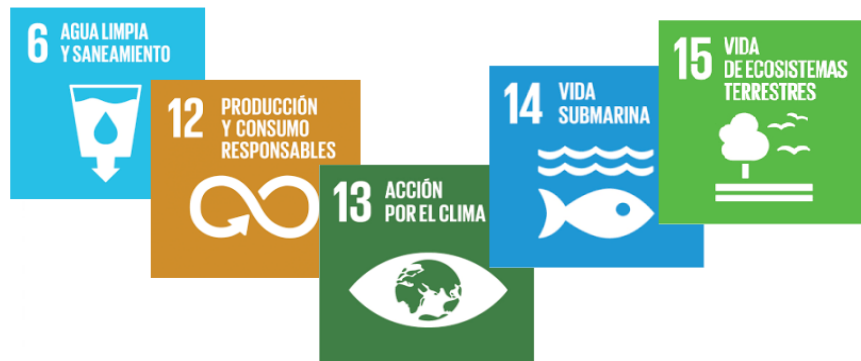 6 AGUA LIMPIA
Y SANEAMIENTO
12 PRODUCCIÓN
Y CONSUMO
RESPONSABLES
13 ACCIÓN
POR EL CLIMA
14 VIDA
SUBMARINA
15 VIDA
DE ECOSISTEMAS
TERRESTRES